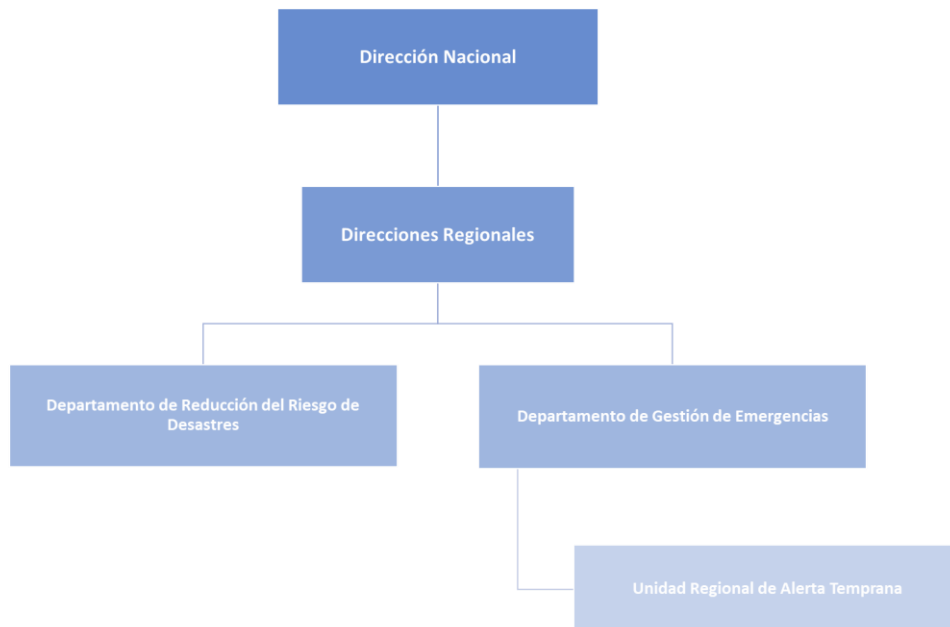 Dirección Nacional
Direcciones Regionales
Departamento de Reducción del Riesgo de
Desastres
Departamento de Gestión de Emergencias
Unidad Regional de Alerta Temprana